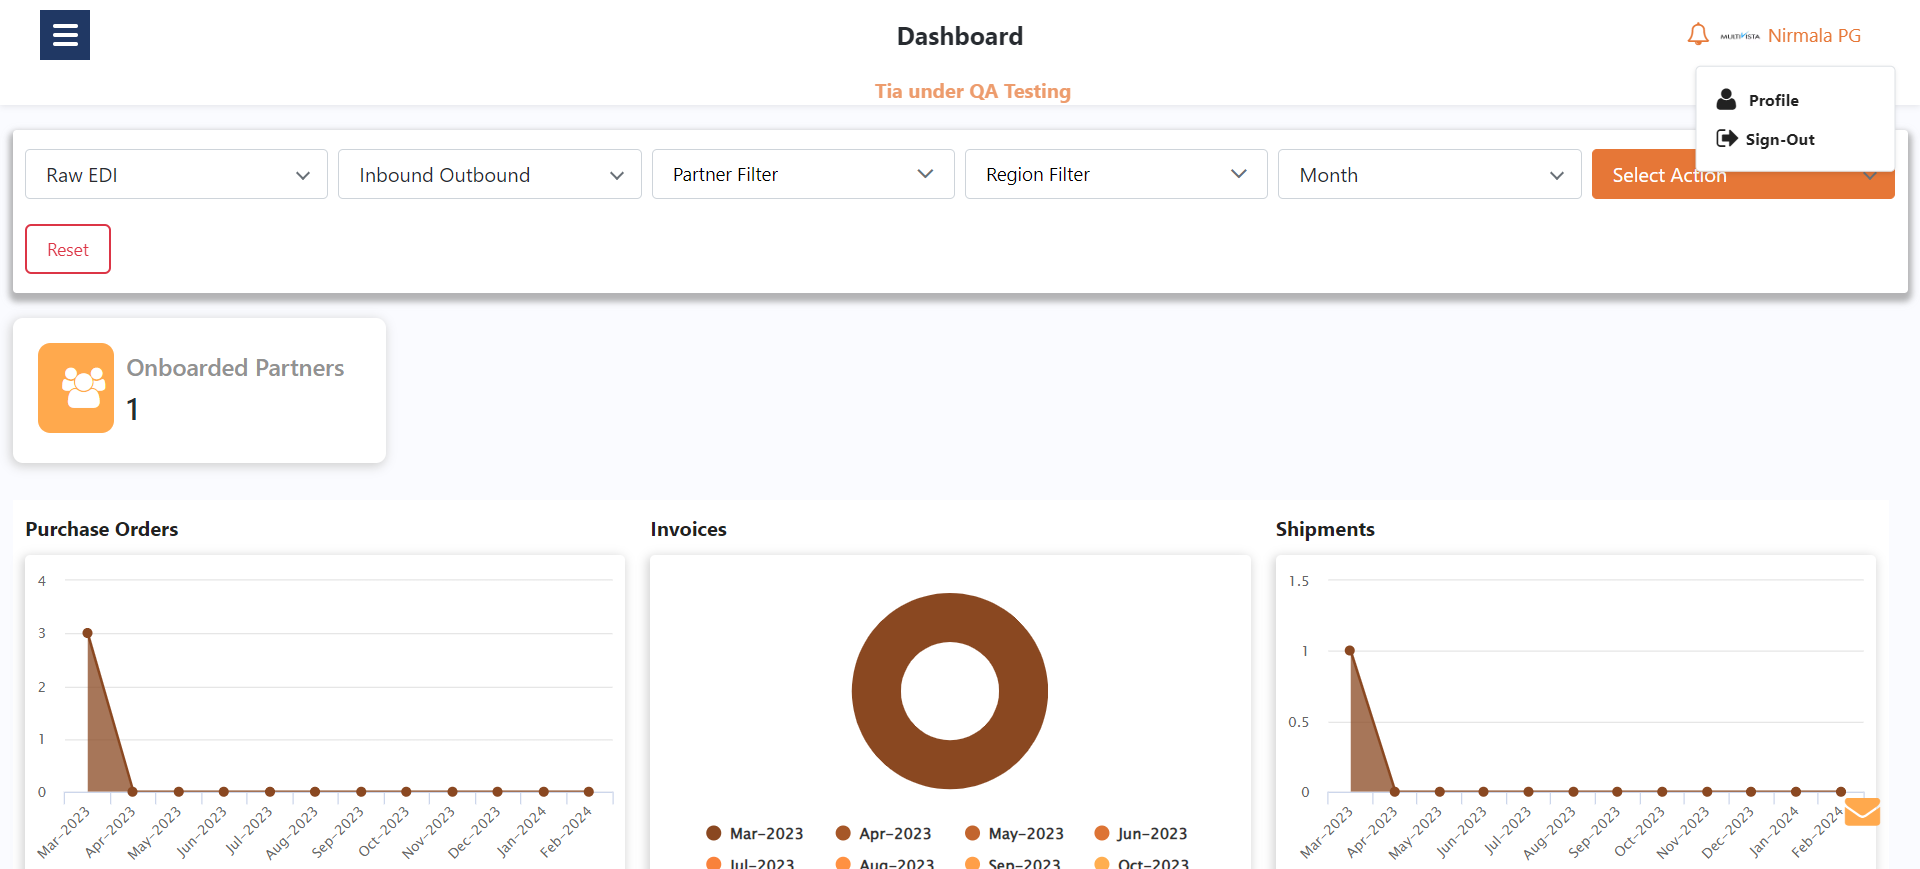 Dashboard
MULTIVISTA Nirmala PG
Tia under QA Testing
Profile
Sign-Out
Raw EDI
Inbound Outbound
Partner Filter
Region Filter
Month
Select Action
Reset
Onboarded Partners
1
Purchase Orders
4
3
2
1
0
Mar-2023
Apr-2023
May-2023
Jun-2023
Jul-2023
Aug-2023
Sep-2023
Oct-2023
Nov-2023
Dec-2023
Jan-2024
Feb-2024
Invoices
Mar-2023 Apr-2023 May-2023 Jun-2023
Jul-2023 Aug-2023 Sep-2023 Oct-2023
Shipments
1.5
1
0.5
0
Mar-2023
Apr-2023
May-2023
Jun-2023
Jul-2023
Aug-2023
Sep-2023
Oct-2023
Nov-2023
Dec-2023
Jan-2024
Feb-2024